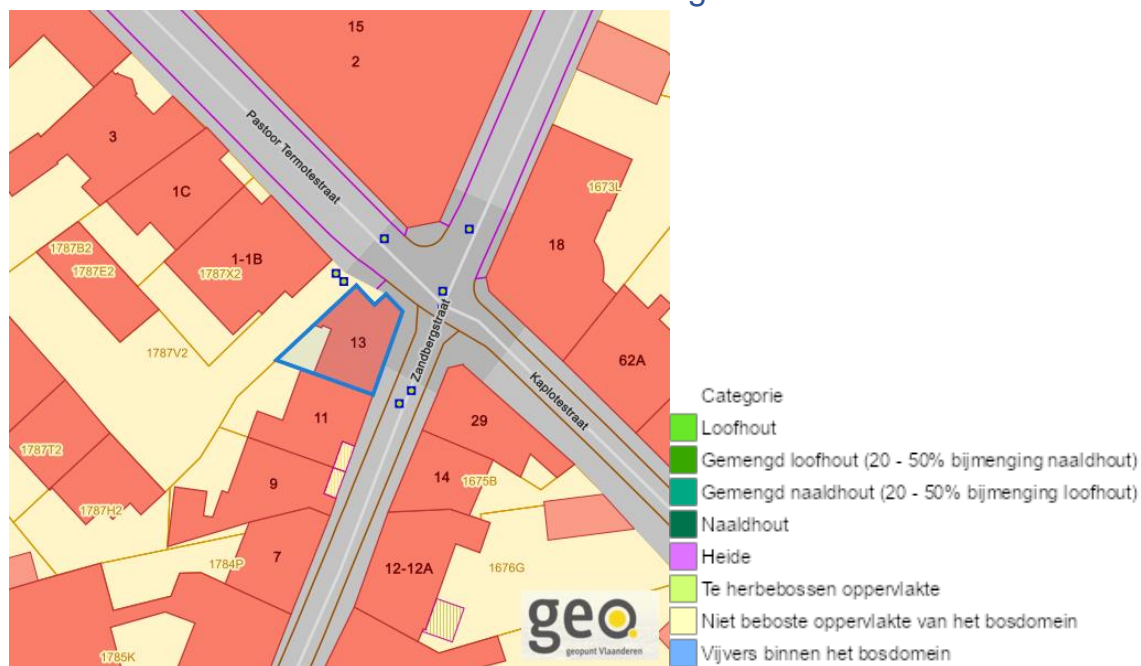 15
2
3
Pastoor Termotestraat
1C
1673L
1787B2
1787E2
1-1B
1787X2
18
13
Zandbergstraat
1787V2
62A
Kaplotestraat
11
29
1787T2
14
9
1675B
1787H2
7
1784P
12-12A
1676G
1785K
geo
geopunt Vlaanderen
Categorie
Loofhout
Gemengd loofhout (20 - 50% bijmenging naaldhout)
Gemengd naaldhout (20 - 50% bijmenging loofhout)
Naaldhout
Heide
Te herbebossen oppervlakte
Niet beboste oppervlakte van het bosdomein
Vijvers binnen het bosdomein